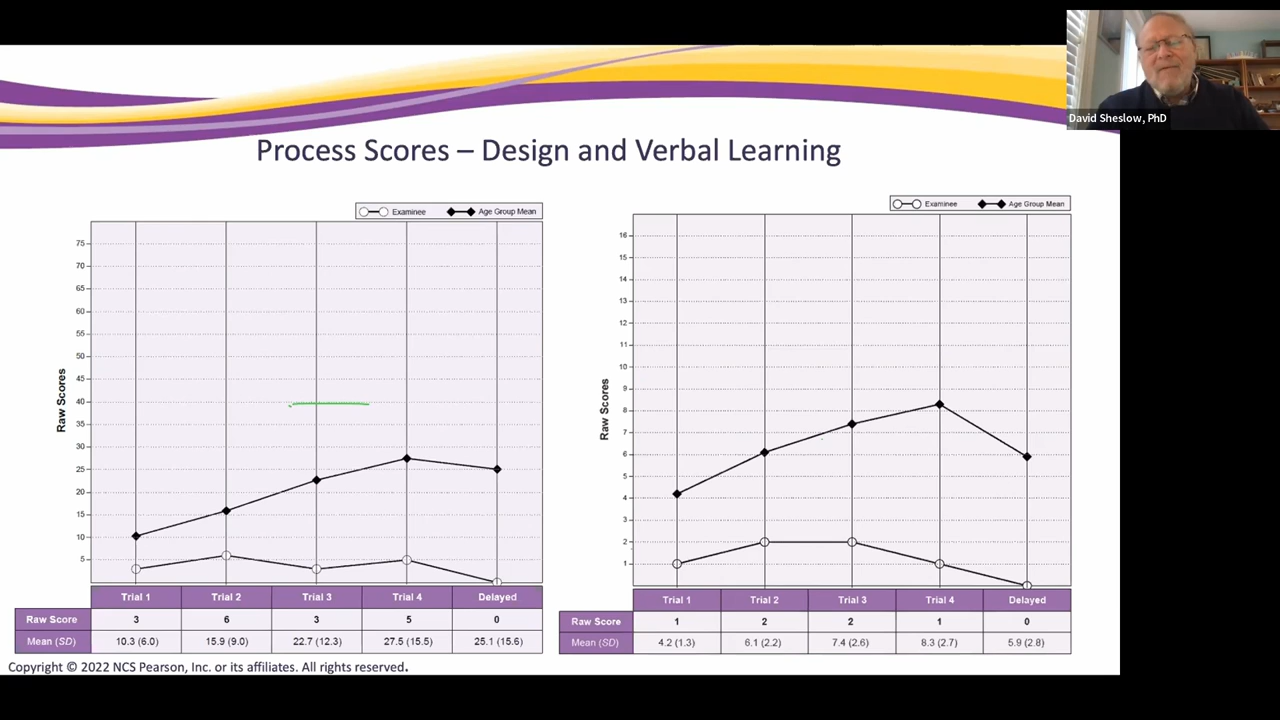 David Sheslow, PhD
Process Scores – Design and Verbal Learning
Examinee Age Group Mean
75
70
65
60
55
50
45
40
35
30
25
20
15
10
5
Raw Scores
Trial 1 Trial 2 Trial 3 Trial 4 Delayed
Raw Score 3 6 3 5 0
Mean (SD) 10.3 (6.0) 15.9 (9.0) 22.7 (12.3) 27.5 (15.5) 25.1 (15.6)
Examinee Age Group Mean
16
15
14
13
12
11
10
9
8
7
6
5
4
3
2
1
Raw Scores
Trial 1 Trial 2 Trial 3 Trial 4 Delayed
Raw Score 1 2 2 1 0
Mean (SD) 4.2 (1.3) 6.1 (2.2) 7.4 (2.6) 8.3 (2.7) 5.9 (2.8)
Copyright © 2022 NCS Pearson, Inc. or its affiliates. All rights reserved.